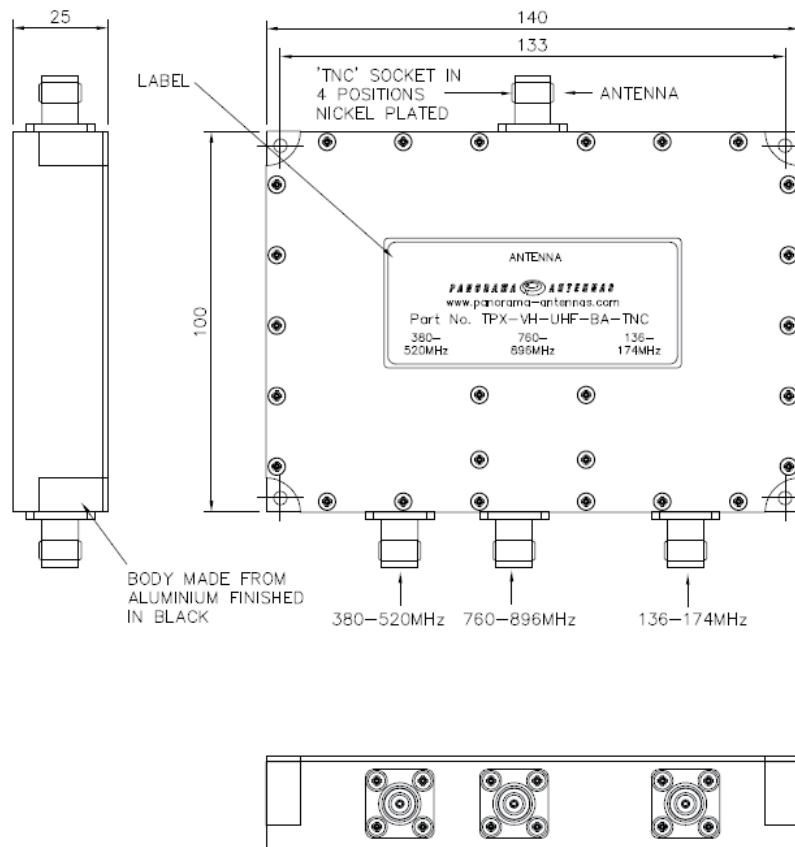 25
140
133
LABEL
'TNC' SOCKET IN
4 POSITIONS
NICKEL PLATED
ANTENNA
100
ANTENNA
PANORAMA ANTENNAS
www.panorama-antennas.com
Part No. TPX-VH-UHF-BA-TNC
380-
520MHz
760-
896MHz
136-
174MHz
BODY MADE FROM
ALUMINIUM FINISHED
IN BLACK
380-520MHz
760-896MHz
136-174MHz